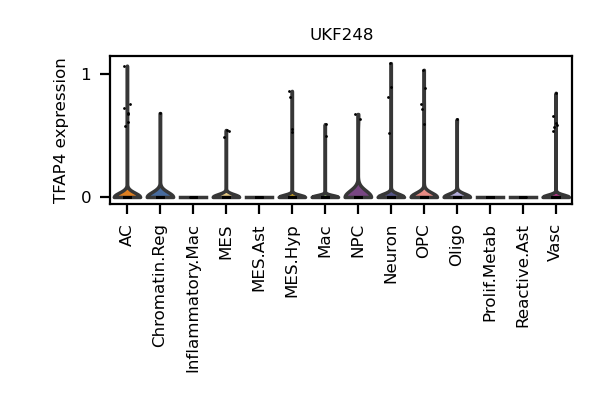 UKF248
TFAP4 expression
1
0
AC
Chromatin.Reg
Inflammatory.Mac
MES
MES.Ast
MES.Hyp
Mac
NPC
Neuron
OPC
Oligo
Prolif.Metab
Reactive.Ast
Vasc